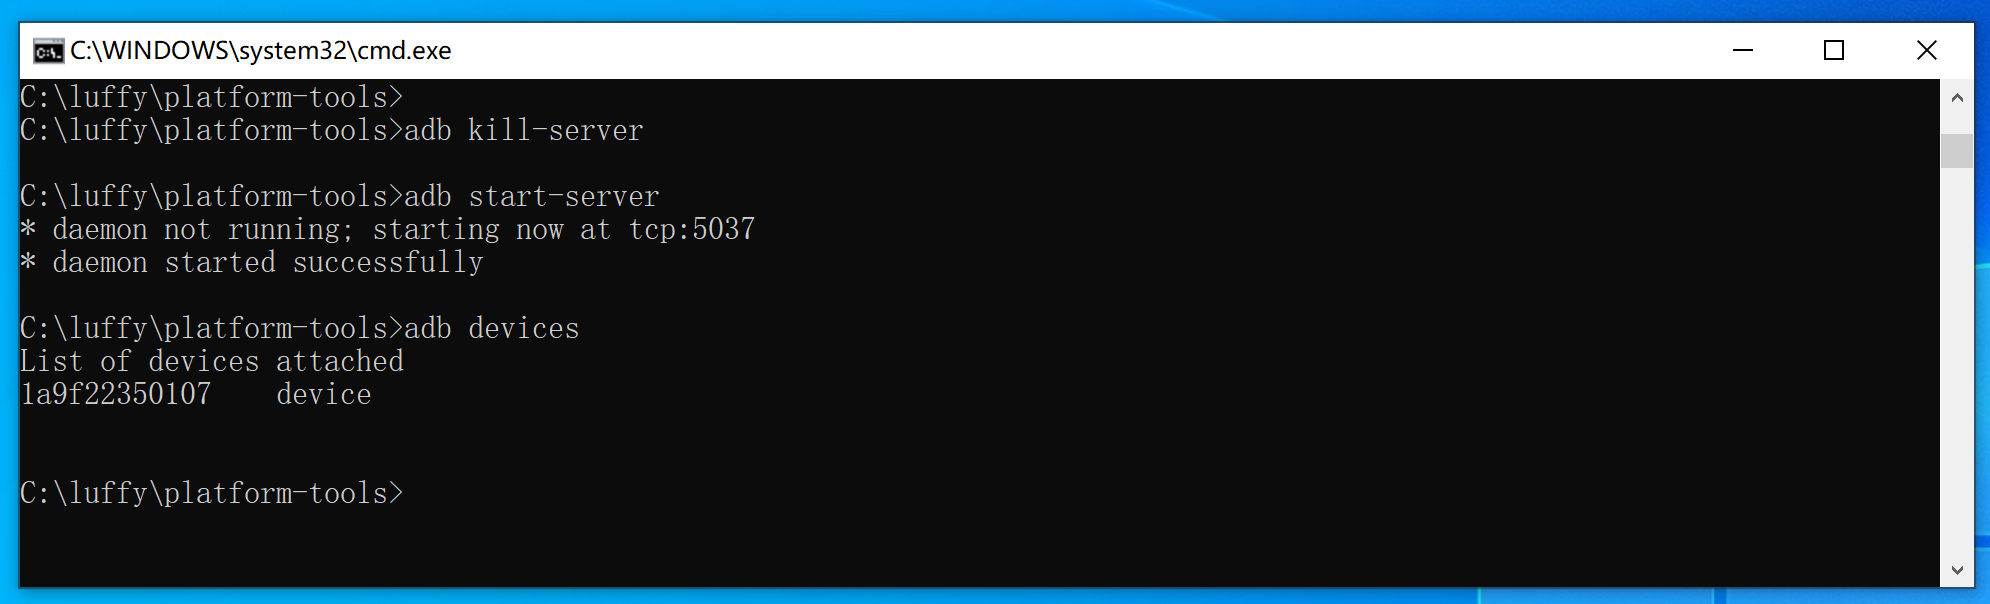 C:\WINDOWS\system32\cmd.exe
C:\luffy\platform-tools>
C:\luffy\platform-tools>adb kill-server
C:\luffy\platform-tools>adb start-server
* daemon not running; starting now at tcp:5037
* daemon started successfully
C:\luffy\platform-tools>adb devices
List of devices attached
1a9f22350107    device
C:\luffy\platform-tools>